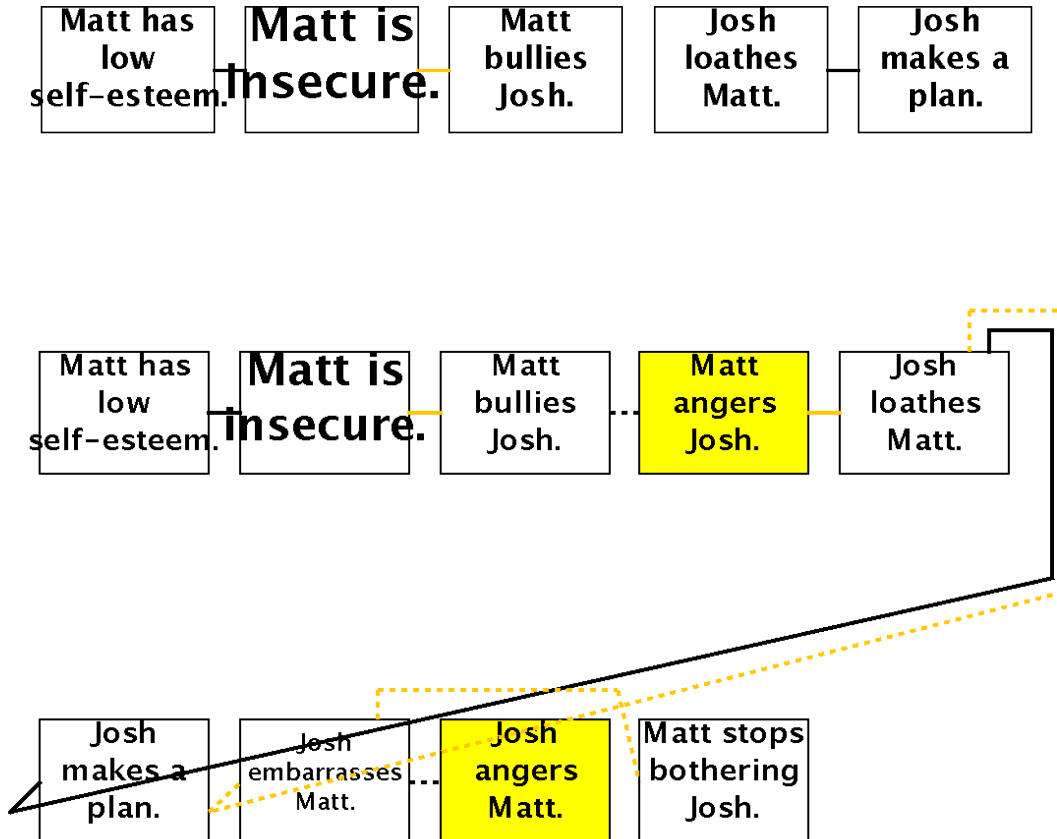 Matt has
low
self-esteem.
Matt is
insecure.
Matt
bullies
Josh.
Josh
loathes
Matt.
Josh
makes a
plan.
Matt has
low
self-esteem.
Matt is
insecure.
Matt
bullies
Josh.
Matt
angers
Josh.
Josh
loathes
Matt.
Josh
makes a
plan.
Josh
embarrasses
Matt.
Josh
angers
Matt.
Matt stops
bothering
Josh.